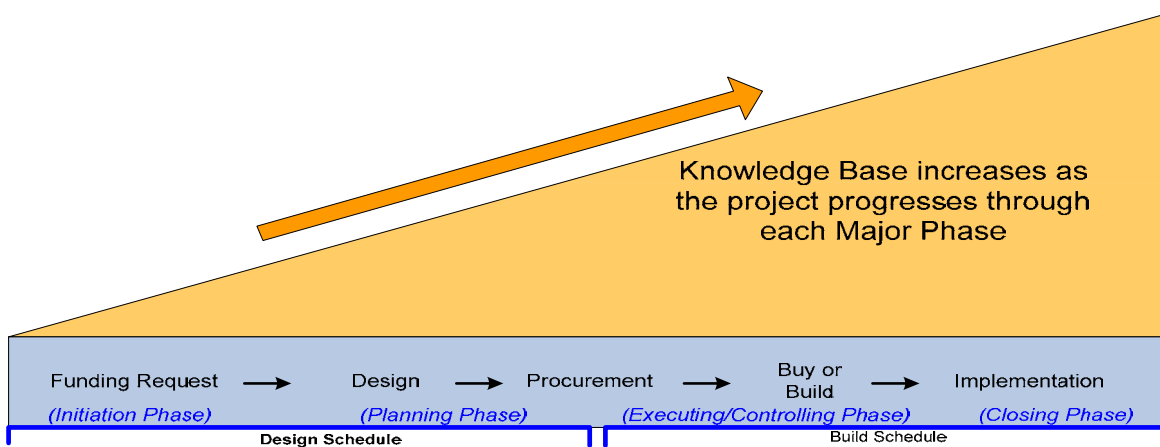 Knowledge Base increases as
the project progresses through
each Major Phase
Funding Request
Design
Procurement
Buy or
Build
Implementation
(Initiation Phase)
(Planning Phase)
(Executing/Controlling Phase)
(Closing Phase)
Design Schedule
Build Schedule